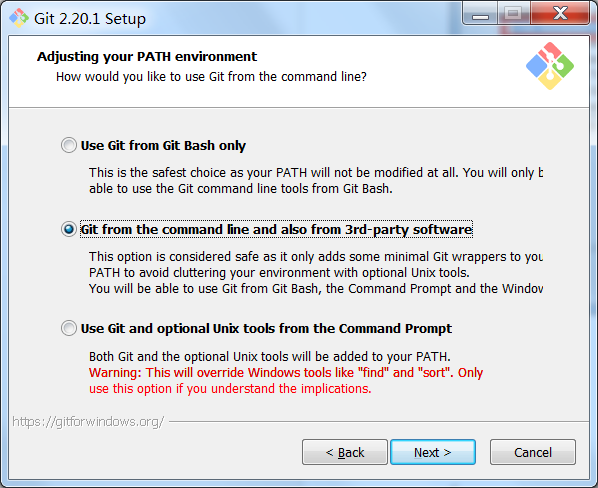 Git 2.20.1 Setup
Adjusting your PATH environment
How would you like to use Git from the command line?
Use Git from Git Bash only
This is the safest choice as your PATH will not be modified at all. You will only
able to use the Git command line tools from Git Bash.
Git from the command line and also from 3rd-party software
This option is considered safe as it only adds some minimal Git wrappers to you
PATH to avoid cluttering your environment with optional Unix tools.
You will be able to use Git from Git Bash, the Command Prompt and the Window
Use Git and optional Unix tools from the Command Prompt
Both Git and the optional Unix tools will be added to your PATH.
Warning: This will override Windows tools like "find" and "sort". Only
use this option if you understand the implications.
https://gitforwindows.org/
< Back
Next >
Cancel